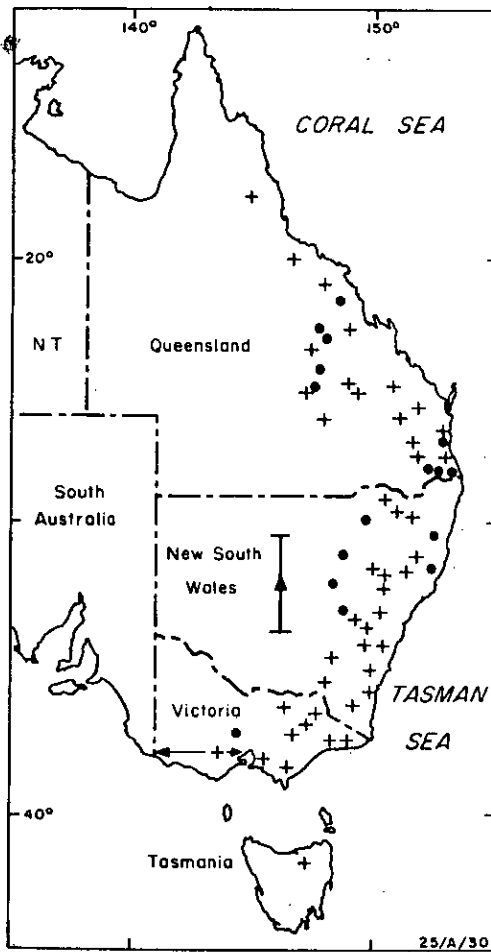 140°
150°
CORAL SEA
20°
NT
Queensland
South
Australia
New South
Wales
Victoria
TASMAN
SEA
40°
Tasmania
25/A/30